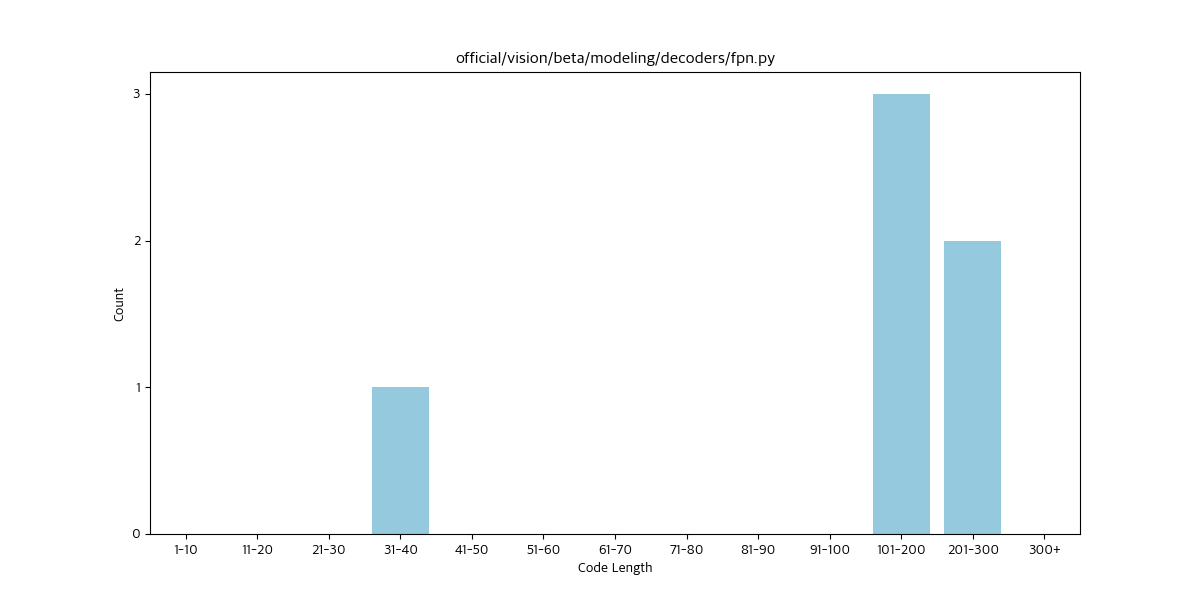 official/vision/beta/modeling/decoders/fpn.py
3
2
1
0
Count
1-10 11-20 21-30 31-40 41-50 51-60 61-70 71-80 81-90 91-100 101-200 201-300 300+
Code Length